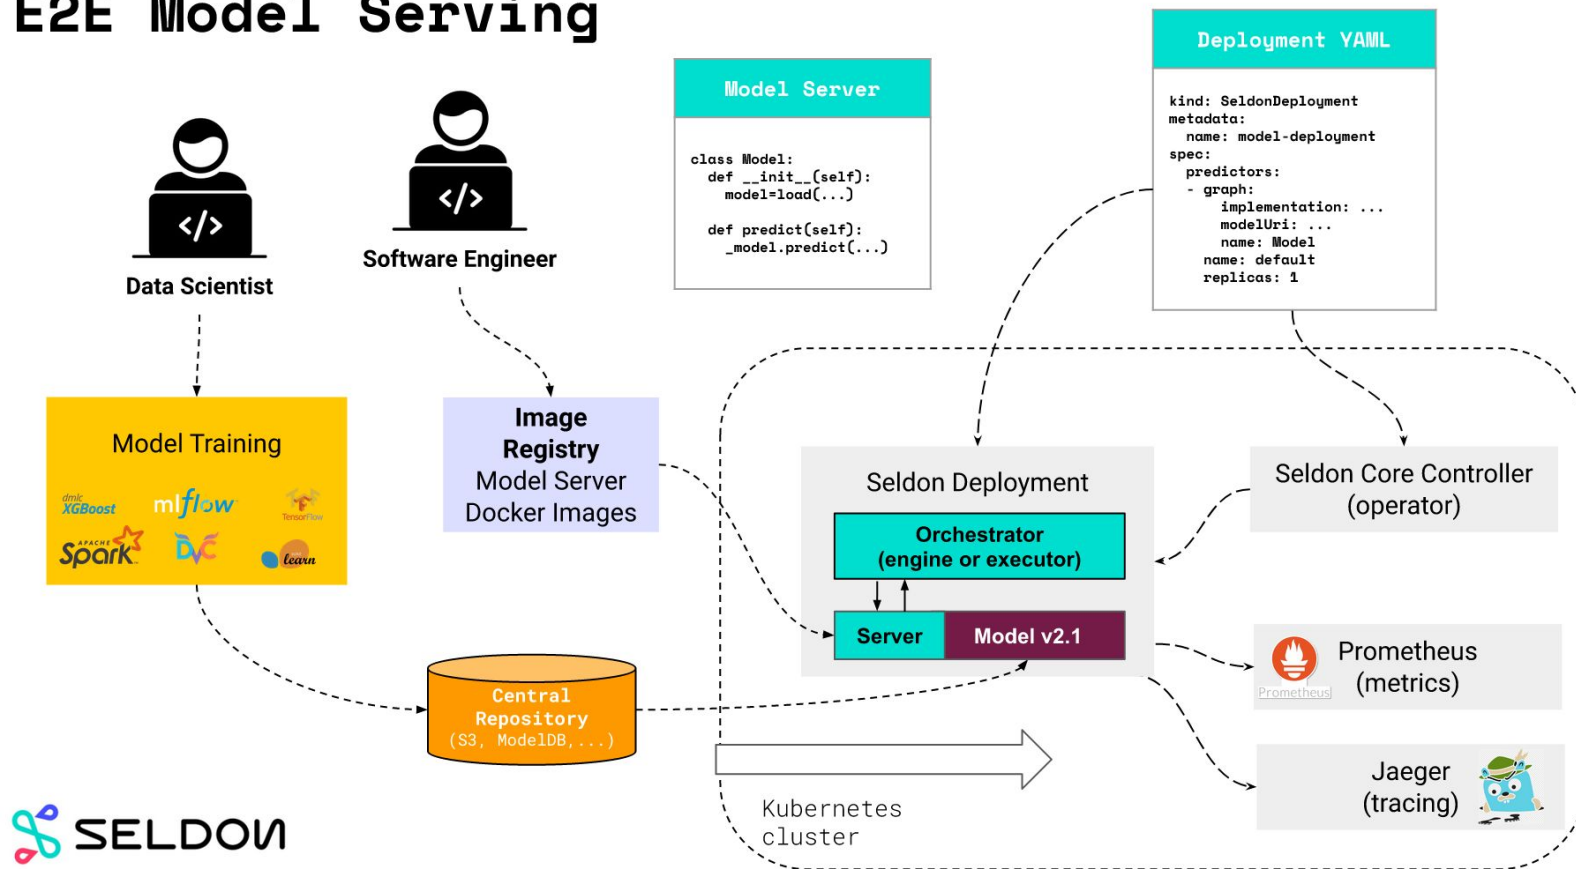 E2E Model Serving
Data Scientist
Software Engineer
Model Server
class Model:
  def __init__(self):
    model=load(...)
  def predict(self):
    _model.predict(...)
Deployment YAML
kind: SeldonDeployment
metadata:
  name: model-deployment
spec:
  predictors:
  - graph:
      implementation: ...
      modelUri: ...
      name: Model
    name: default
    replicas: 1
Model Training
dmlc
XGBoost
mlflow
TensorFlow
APACHE
Spark
DVC
learn
Image
Registry
Model Server
Docker Images
Central
Repository
(S3, ModelDB,...)
Seldon Deployment
Orchestrator
(engine or executor)
Server
Model v2.1
Seldon Core Controller
(operator)
Prometheus
Prometheus
(metrics)
Jaeger
(tracing)
Kubernetes
cluster
SELDON